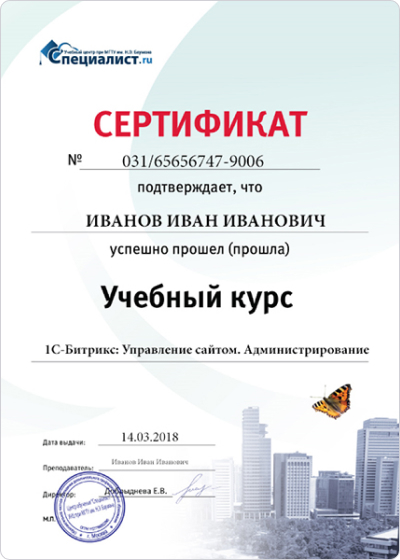 Учебный центр при МГТУ им. Н.Э. Баумана
Специалист.ru
СЕРТИФИКАТ
№ 031/65656747-9006
подтверждает, что
ИВАНОВ ИВАН ИВАНОВИЧ
успешно прошел (прошла)
Учебный курс
1С-Битрикс: Управление сайтом. Администрирование
Дата выдачи: 14.03.2018
Преподаватель: Иванов Иван Иванович
Директор: Добрыднева Е.В.
М.П.
г. Москва